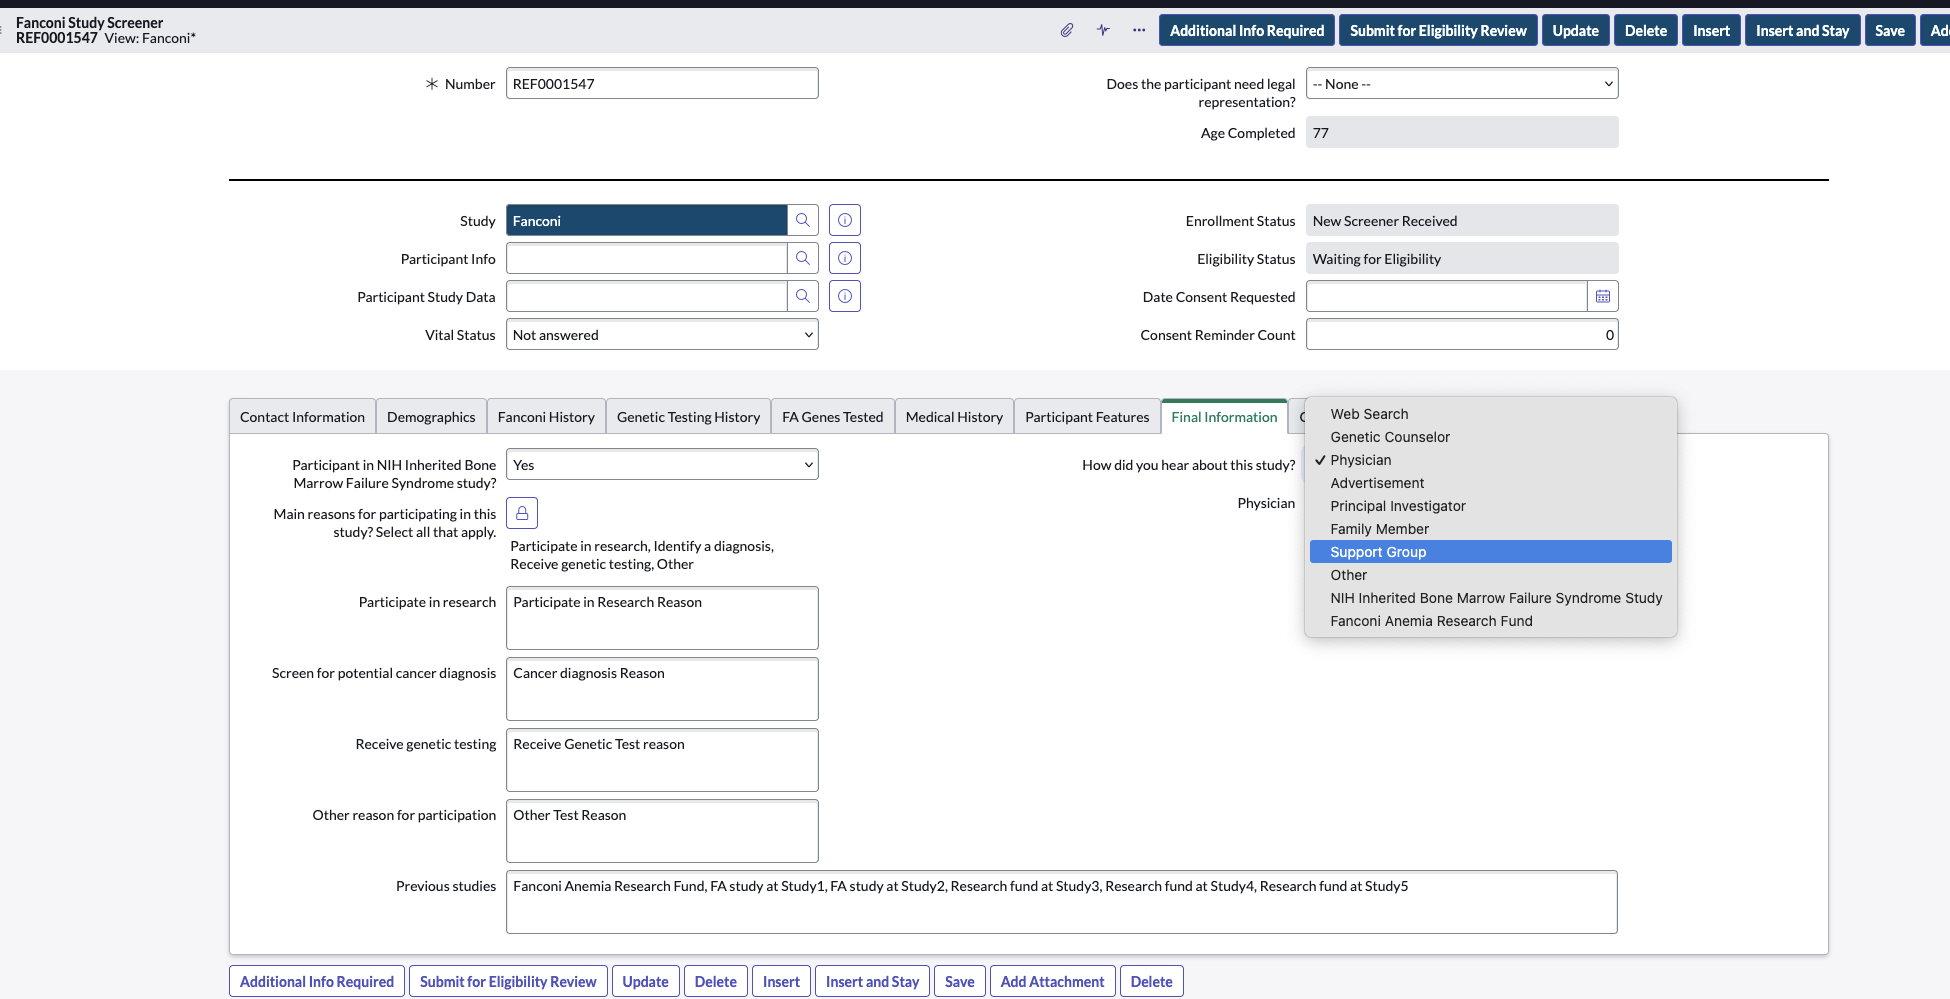 Fanconi Study Screener
REF0001547 View: Fanconi*
Additional Info Required
Submit for Eligibility Review
Update
Delete
Insert
Insert and Stay
Save
Number
REF0001547
Does the participant need legal
representation?
-- None --
Age Completed
77
Study
Fanconi
Enrollment Status
New Screener Received
Participant Info
Eligibility Status
Waiting for Eligibility
Participant Study Data
Date Consent Requested
Vital Status
Not answered
Consent Reminder Count
0
Contact Information
Demographics
Fanconi History
Genetic Testing History
FA Genes Tested
Medical History
Participant Features
Final Information
Participant in NIH Inherited Bone
Marrow Failure Syndrome study?
Yes
Main reasons for participating in this
study? Select all that apply.
Participate in research, Identify a diagnosis,
Receive genetic testing, Other
Participate in research
Participate in Research Reason
Screen for potential cancer diagnosis
Cancer diagnosis Reason
Receive genetic testing
Receive Genetic Test reason
Other reason for participation
Other Test Reason
How did you hear about this study?
Physician
Web Search
Genetic Counselor
✓ Physician
Advertisement
Principal Investigator
Family Member
Support Group
Other
NIH Inherited Bone Marrow Failure Syndrome Study
Fanconi Anemia Research Fund
Previous studies
Fanconi Anemia Research Fund, FA study at Study1, FA study at Study2, Research fund at Study3, Research fund at Study4, Research fund at Study5
Additional Info Required
Submit for Eligibility Review
Update
Delete
Insert
Insert and Stay
Save
Add Attachment
Delete